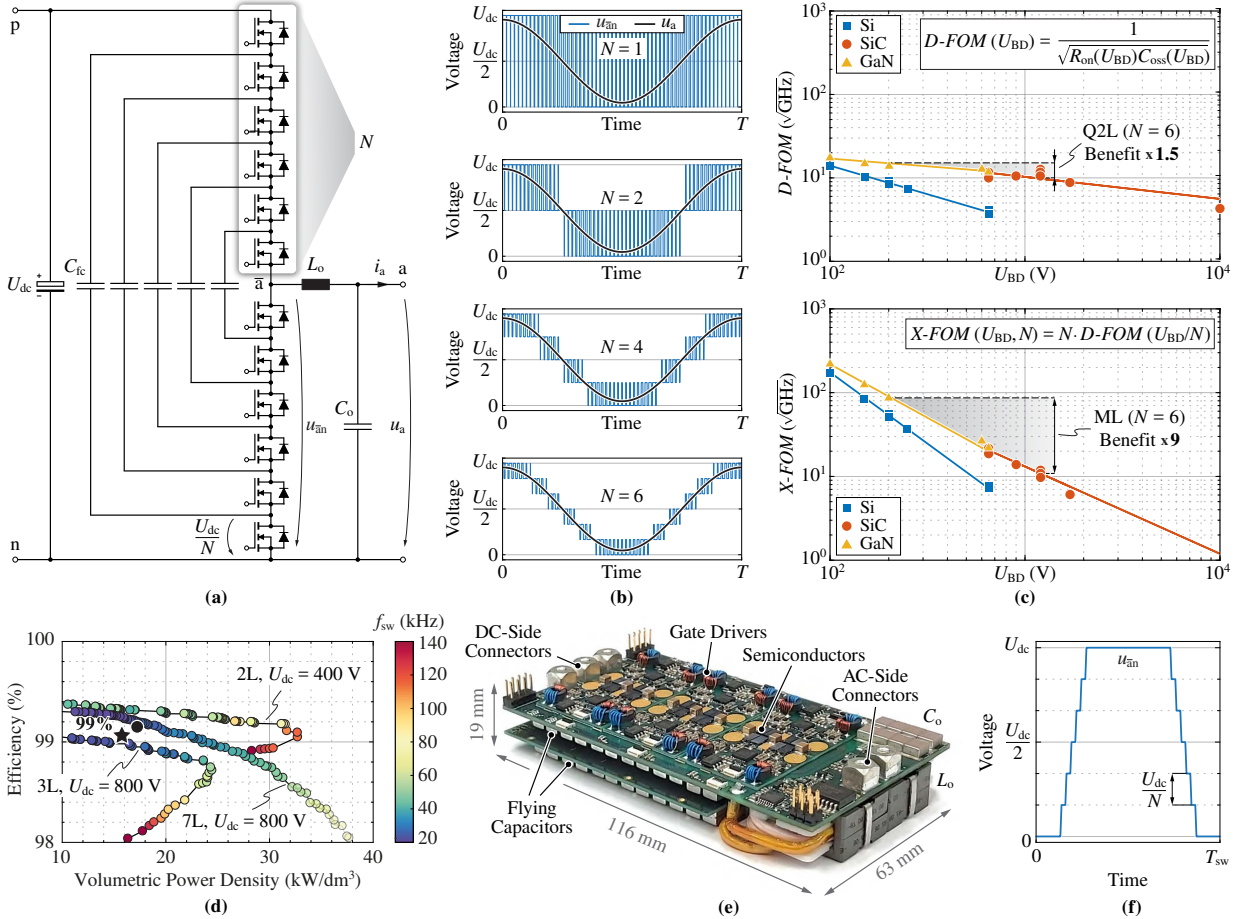 p
N
C_fc
U_dc
+
−
L_o
i_a
a
a̅
C_o
u_a̅n
u_a
U_dc/N
n
(a)
u_a̅n u_a
N = 1
U_dc
U_dc/2
0
Voltage
0 Time T
N = 2
U_dc
U_dc/2
0
Voltage
0 Time T
N = 4
U_dc
U_dc/2
0
Voltage
0 Time T
N = 6
U_dc
U_dc/2
0
Voltage
0 Time T
(b)
Si
SiC
GaN
D-FOM (U_BD) = 1/√(R_on(U_BD)C_oss(U_BD))
Q2L (N = 6)
Benefit x1.5
D-FOM (√GHz)
10³
10²
10¹
10⁰
10² 10³ 10⁴
U_BD (V)
X-FOM (U_BD, N) = N· D-FOM (U_BD/N)
ML (N = 6)
Benefit x9
Si
SiC
GaN
X-FOM (√GHz)
10³
10²
10¹
10⁰
10² 10³ 10⁴
U_BD (V)
(c)
f_sw (kHz)
140
120
100
80
60
40
20
100
99
98
Efficiency (%)
2L, U_dc = 400 V
99%
3L, U_dc = 800 V
7L, U_dc = 800 V
10 20 30 40
Volumetric Power Density (kW/dm³)
(d)
DC-Side
Connectors
Gate Drivers
Semiconductors
AC-Side
Connectors
C_o
L_o
19 mm
Flying
Capacitors
116 mm
63 mm
(e)
U_dc
U_dc/2
0
Voltage
u_a̅n
U_dc/N
0 T_sw
Time
(f)